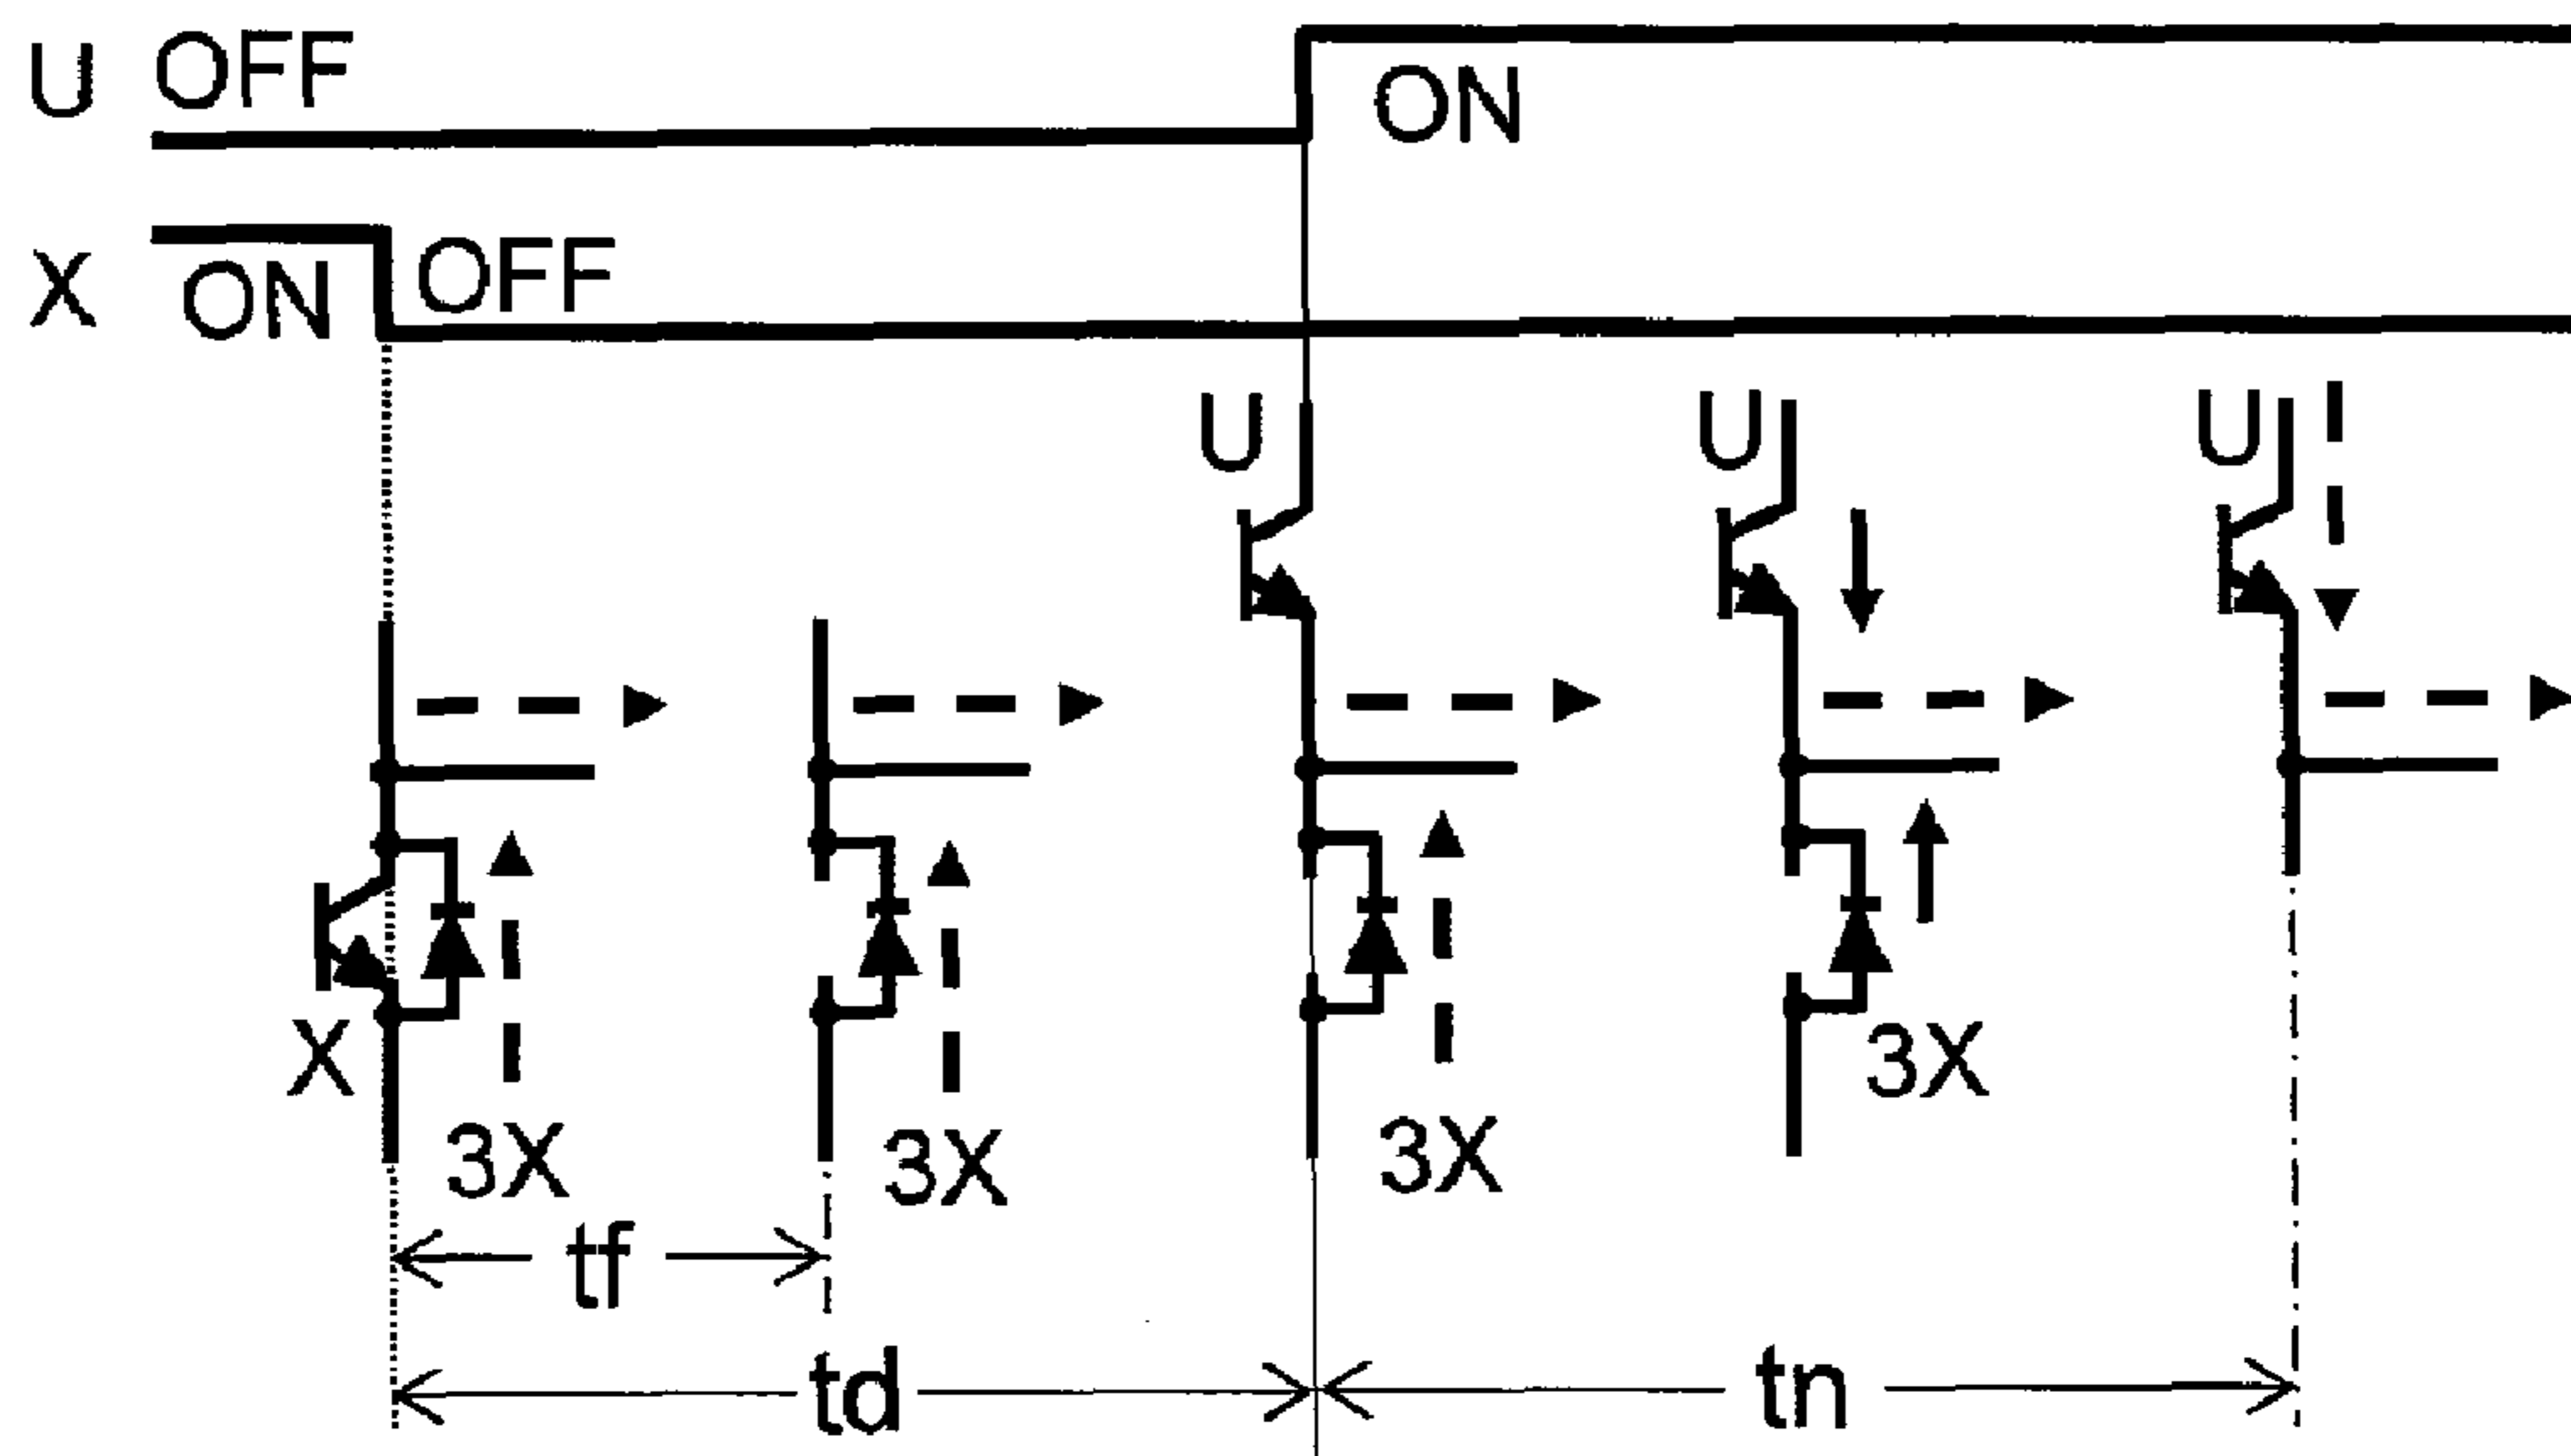 U OFF
ON
X ON OFF
U U U
X
3X 3X 3X 3X
tf
td tn